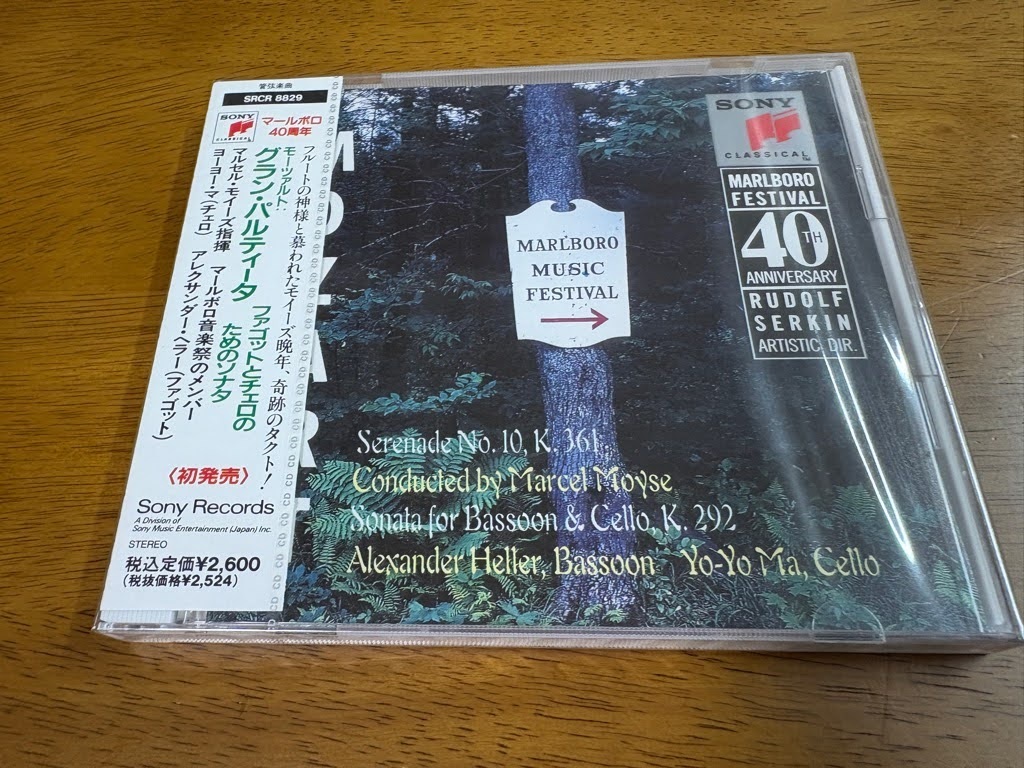 管弦楽曲
SRCR 8829
SONY
CLASSICAL
マールボロ
40周年
フルートの神様と慕われたモイーズ晩年、奇跡のタクト!
モーツァルト:
グラン・パルティータ
ファゴットとチェロの
ためのソナタ
マルセル・モイーズ指揮 マールボロ音楽祭のメンバー
ヨーヨー・マ(チェロ) アレクサンダー・ヘラー(ファゴット)
〈初発売〉
Sony Records
A Division of
Sony Music Entertainment (Japan) Inc.
STEREO
税込定価¥2,600
(税抜価格¥2,524)
MOZART
MARLBORO
MUSIC
FESTIVAL
SONY
CLASSICAL
MARLBORO
FESTIVAL
40TH
ANNIVERSARY
RUDOLF
SERKIN
ARTISTIC DIR.
Serenade No. 10, K. 361
Conducted by Marcel Moyse
Sonata for Bassoon & Cello, K. 292
Alexander Heller, Bassoon Yo-Yo Ma, Cello